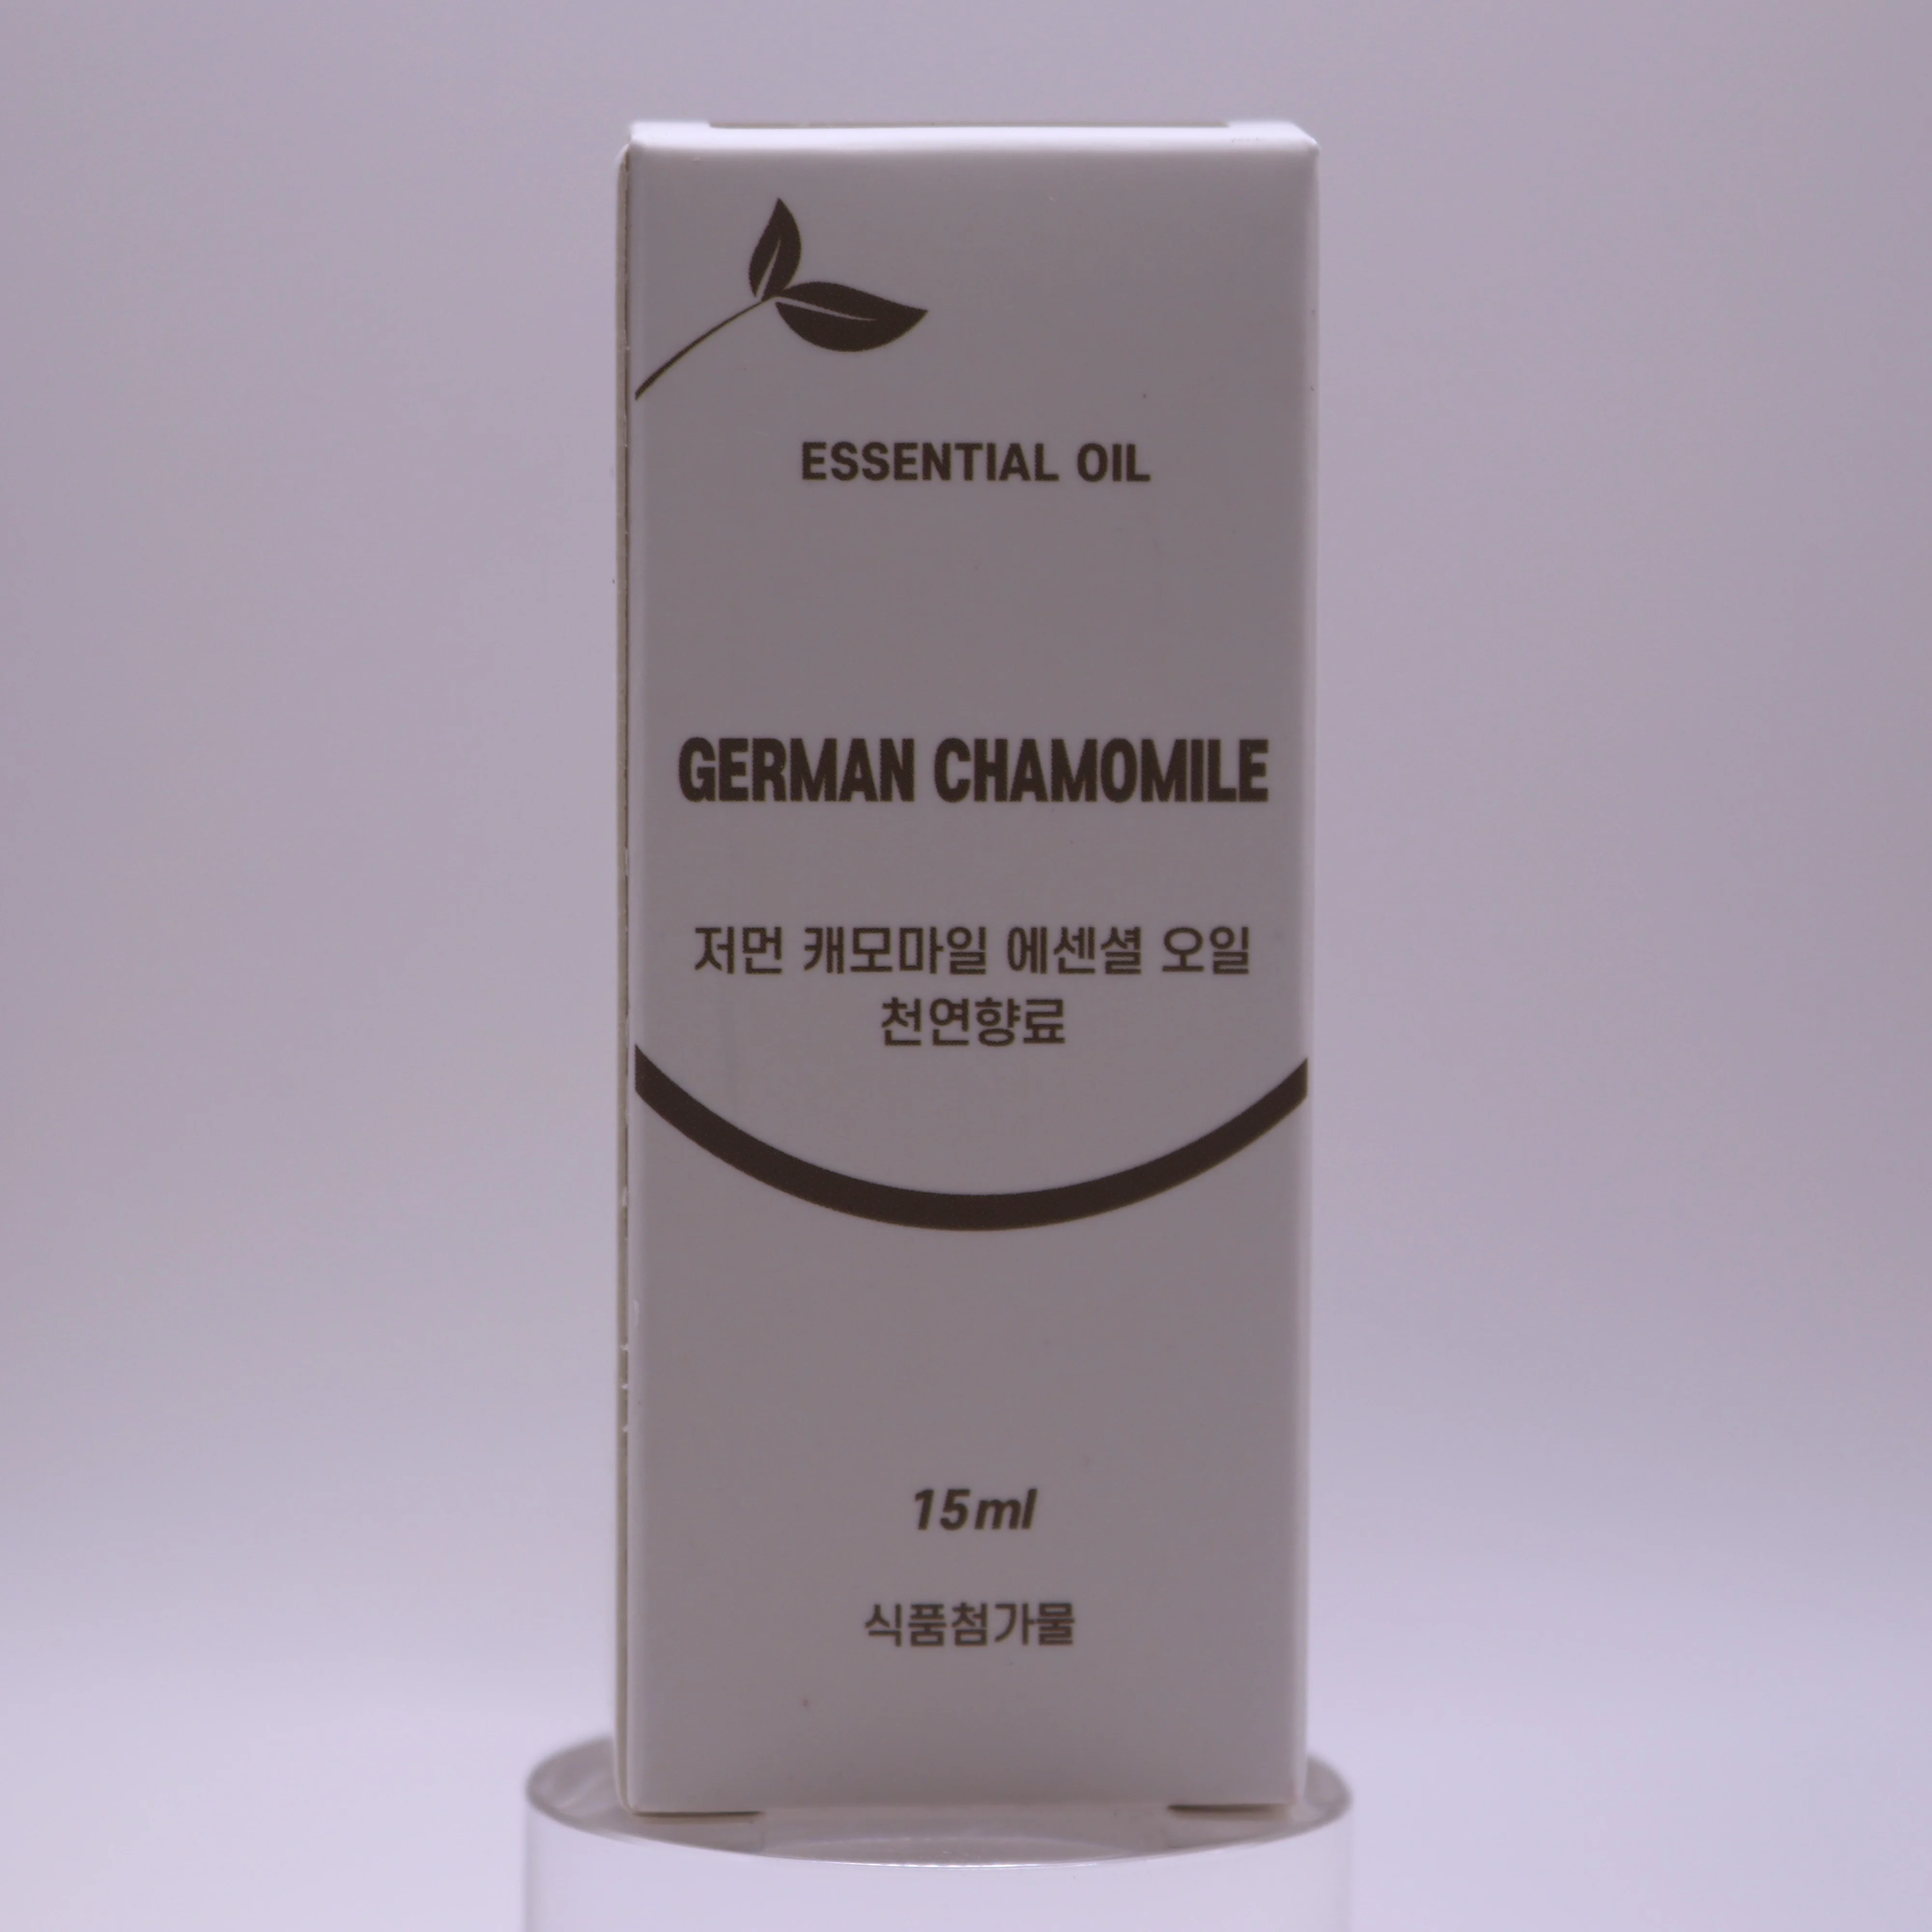 ESSENTIAL OIL
GERMAN CHAMOMILE
저먼 캐모마일 에센셜 오일
천연향료
15ml
식품첨가물